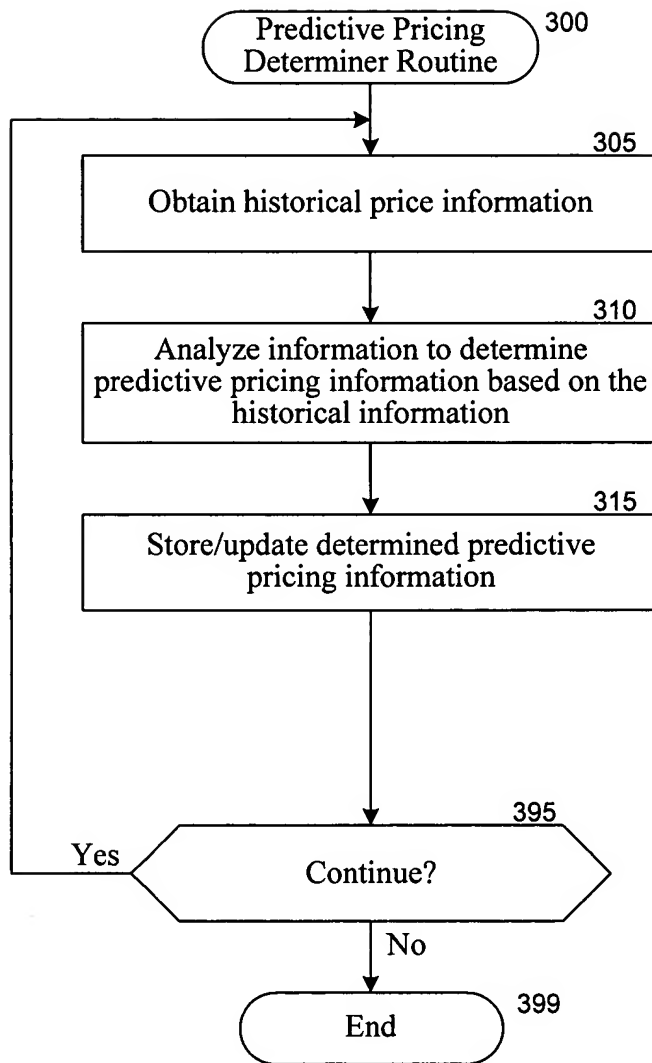 Predictive Pricing
Determiner Routine
300
305
Obtain historical price information
310
Analyze information to determine
predictive pricing information based on the
historical information
315
Store/update determined predictive
pricing information
395
Yes
Continue?
No
End
399